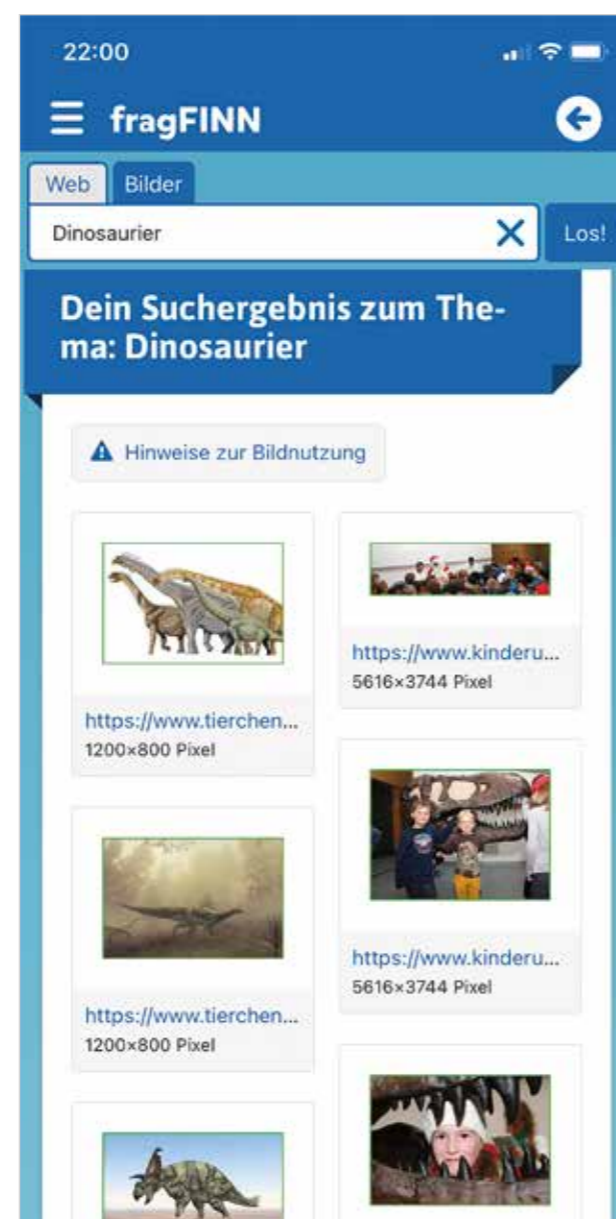 22:00
fragFINN
Web Bilder
Dinosaurier
Los!
Dein Suchergebnis zum The-
ma: Dinosaurier
Hinweise zur Bildnutzung
https://www.tierchen...
1200×800 Pixel
https://www.kinderu...
5616×3744 Pixel
https://www.tierchen...
1200×800 Pixel
https://www.kinderu...
5616×3744 Pixel